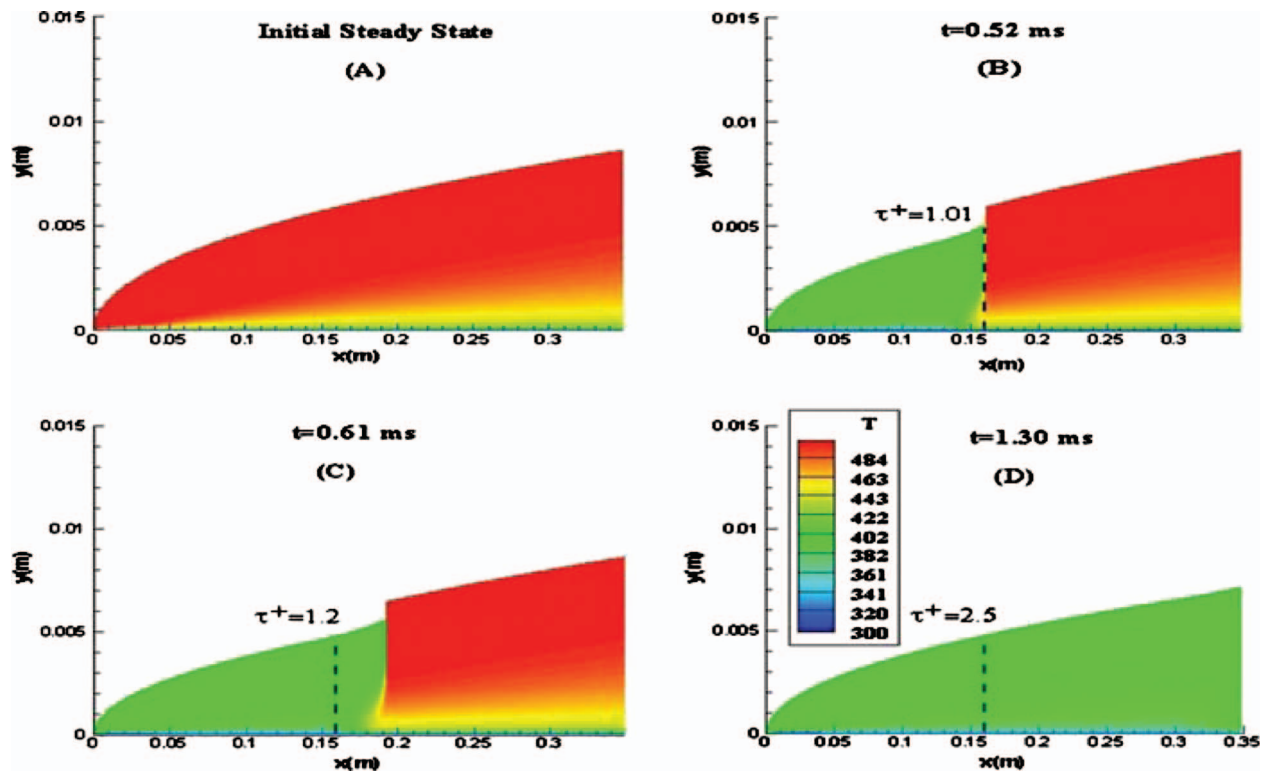 0.015
Initial Steady State
(A)
0.01
y(m)
0.005
0
0 0.05 0.1 0.15 0.2 0.25 0.3
x(m)
0.015
t=0.52 ms
(B)
0.01
y(m)
τ+=1.01
0.005
0
0 0.05 0.1 0.15 0.2 0.25 0.3
x(m)
0.015
t=0.61 ms
(C)
0.01
y(m)
τ+=1.2
0.005
0
0 0.05 0.1 0.15 0.2 0.25 0.3
x(m)
0.015
T
484
463
443
422
402
382
361
341
320
300
t=1.30 ms
(D)
0.01
y(m)
τ+=2.5
0.005
0
0 0.05 0.1 0.15 0.2 0.25 0.3 0.35
x(m)